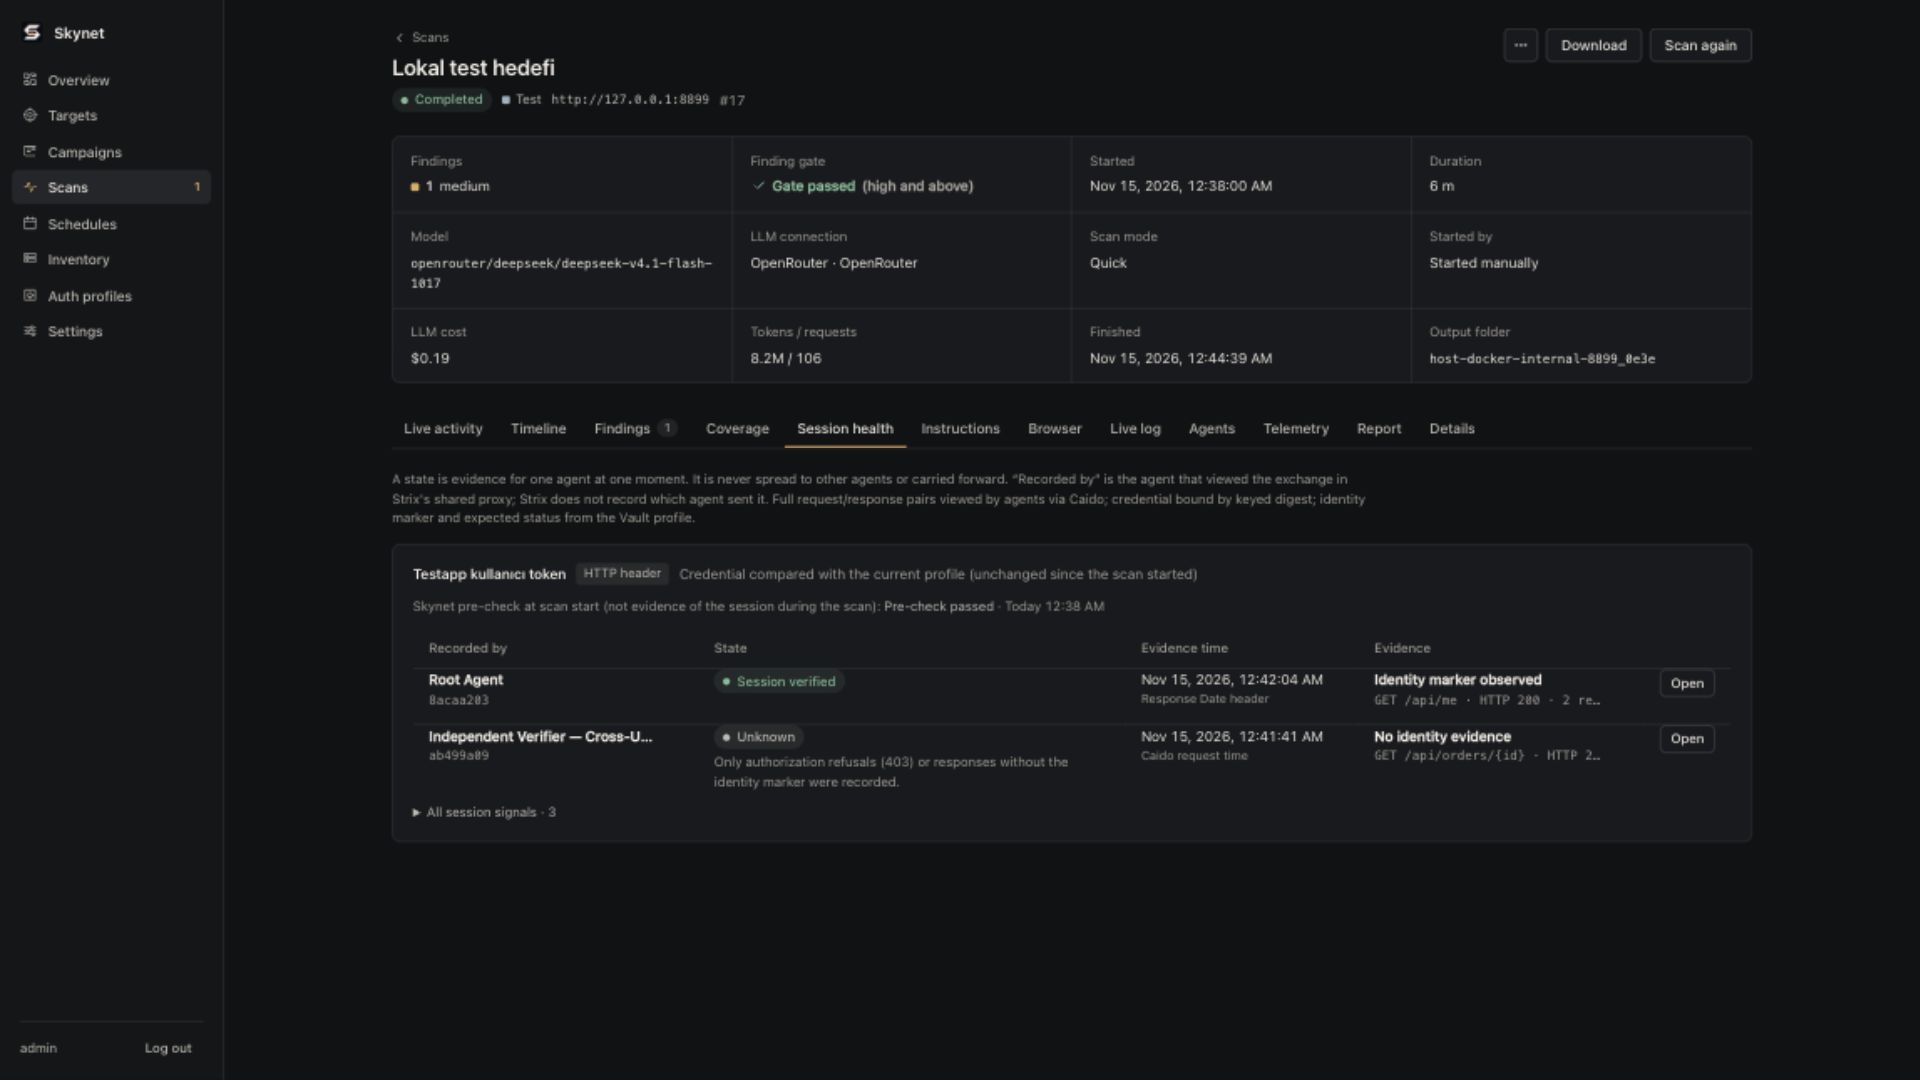 Skynet
Overview
Targets
Campaigns
Scans 1
Schedules
Inventory
Auth profiles
Settings
admin
Log out
Scans
Lokal test hedefi
Completed Test http://127.0.0.1:8899 #17
... Download Scan again
Findings
1 medium
Finding gate
Gate passed (high and above)
Started
Nov 15, 2026, 12:38:00 AM
Duration
6 m
Model
openrouter/deepseek/deepseek-v4.1-flash-
1017
LLM connection
OpenRouter · OpenRouter
Scan mode
Quick
Started by
Started manually
LLM cost
$0.19
Tokens / requests
8.2M / 106
Finished
Nov 15, 2026, 12:44:39 AM
Output folder
host-docker-internal-8899_0e3e
Live activity Timeline Findings 1 Coverage Session health Instructions Browser Live log Agents Telemetry Report Details
A state is evidence for one agent at one moment. It is never spread to other agents or carried forward. “Recorded by” is the agent that viewed the exchange in
Strix's shared proxy; Strix does not record which agent sent it. Full request/response pairs viewed by agents via Caido; credential bound by keyed digest; identity
marker and expected status from the Vault profile.
Testapp kullanıcı token HTTP header Credential compared with the current profile (unchanged since the scan started)
Skynet pre-check at scan start (not evidence of the session during the scan): Pre-check passed · Today 12:38 AM
Recorded by State Evidence time Evidence
Root Agent
8acaa203
Session verified
Nov 15, 2026, 12:42:04 AM
Response Date header
Identity marker observed
GET /api/me · HTTP 200 · 2 re…
Open
Independent Verifier — Cross-U...
ab499a09
Unknown
Only authorization refusals (403) or responses without the
identity marker were recorded.
Nov 15, 2026, 12:41:41 AM
Caido request time
No identity evidence
GET /api/orders/{id} · HTTP 2…
Open
All session signals · 3